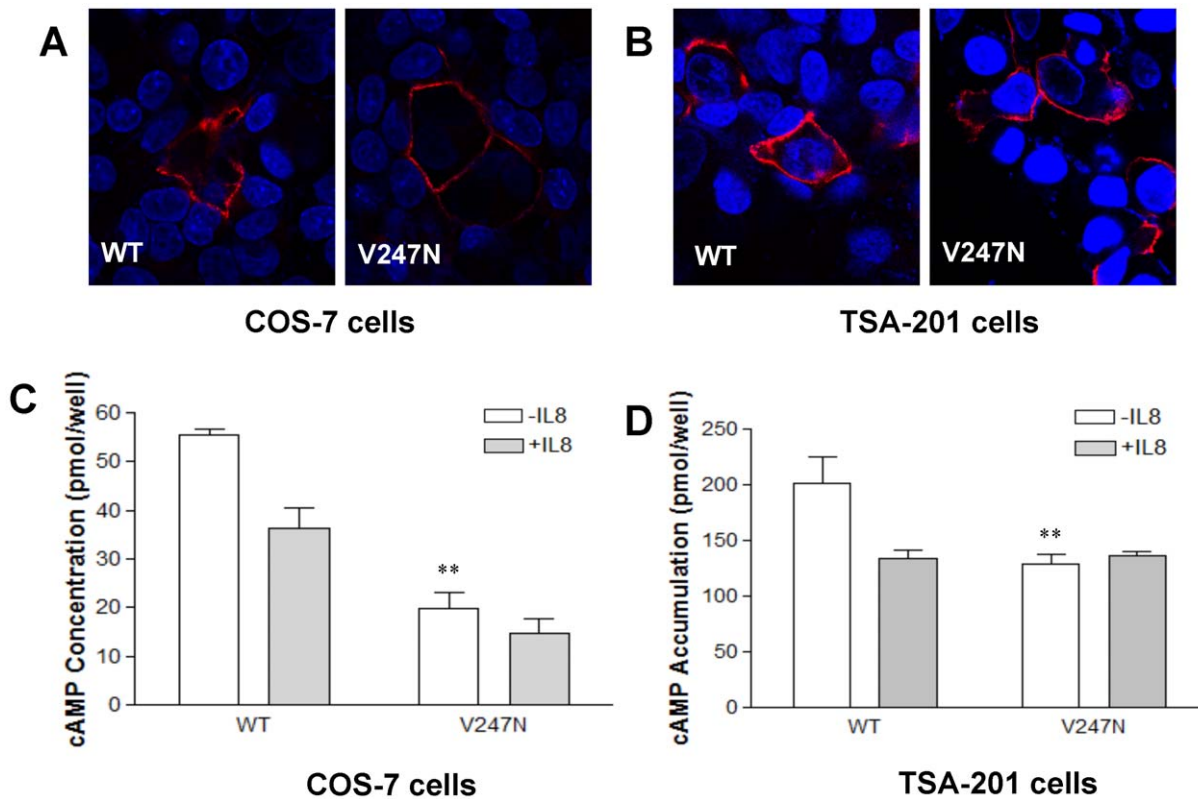 A
B
WT
V247N
WT
V247N
COS-7 cells
TSA-201 cells
C
cAMP Concentration (pmol/well)
60
50
40
30
20
10
0
-IL8
+IL8
**
WT
V247N
COS-7 cells
D
cAMP Accumulation (pmol/well)
250
200
150
100
50
0
-IL8
+IL8
**
WT
V247N
TSA-201 cells